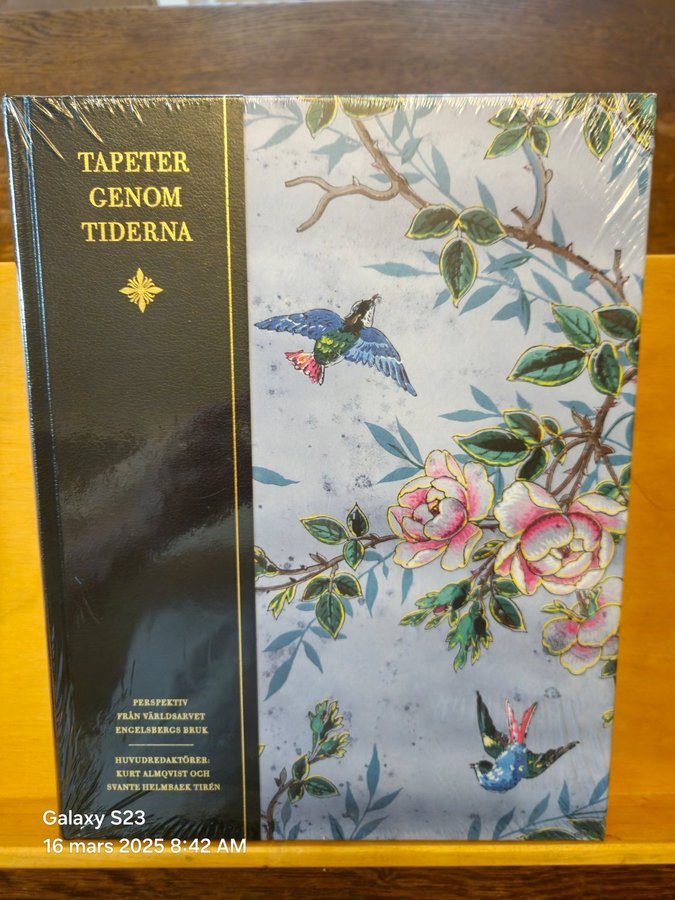 TAPETER
GENOM
TIDERNA
PERSPEKTIV
FRÅN VÄRLDSARVET
ENGELSBERGS BRUK
HUVUDREDAKTÖRER:
KURT ALMQVIST OCH
SVANTE HELMBAEK TIRÉN
Galaxy S23
16 mars 2025 8:42 AM